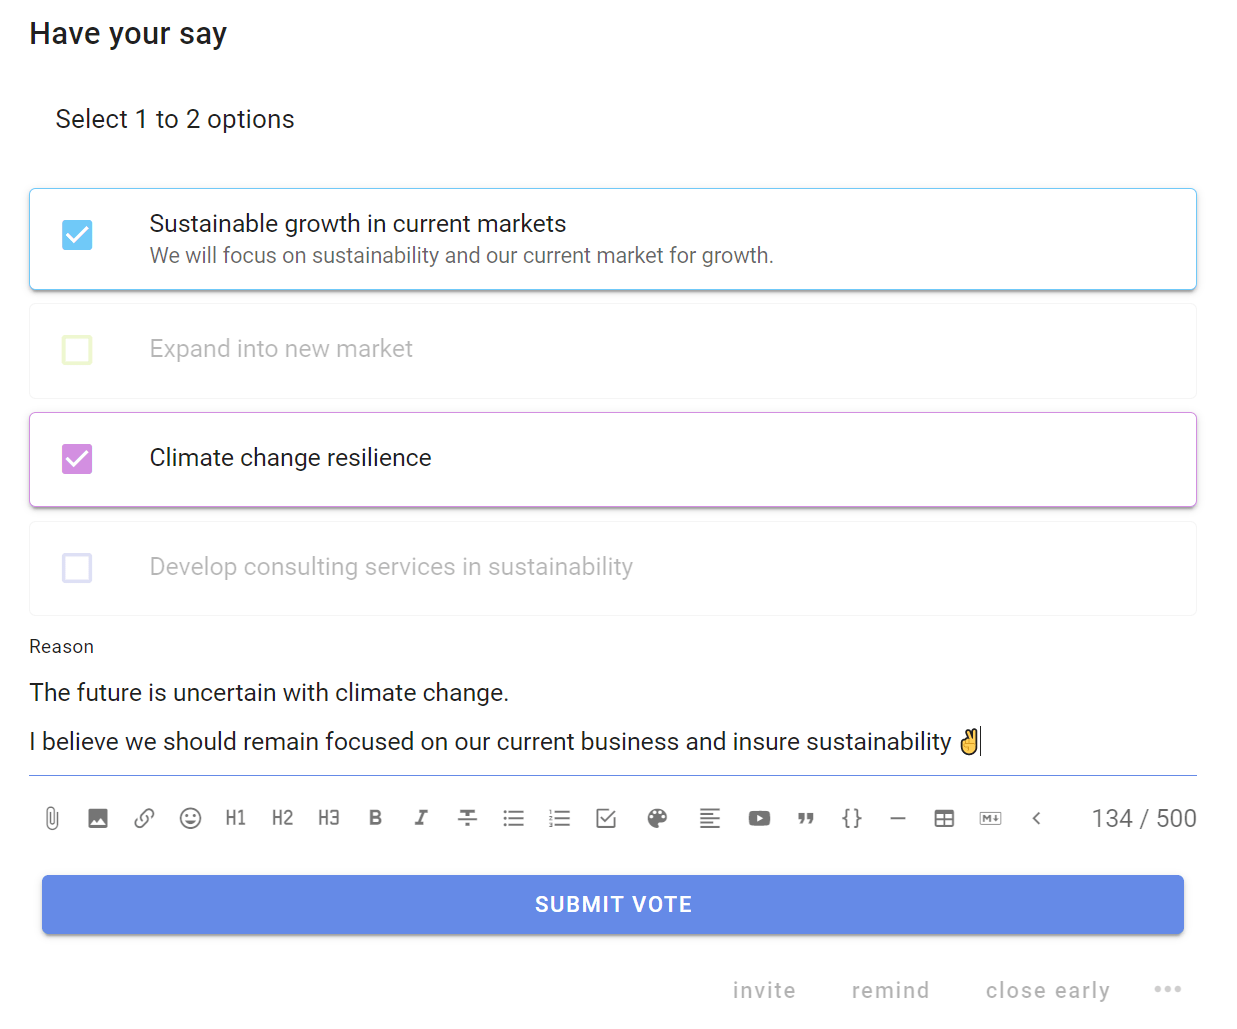 Have your say
Select 1 to 2 options
Sustainable growth in current markets
We will focus on sustainability and our current market for growth.
Expand into new market
Climate change resilience
Develop consulting services in sustainability
Reason
The future is uncertain with climate change.
I believe we should remain focused on our current business and insure sustainability ✌️
H1 H2 H3 B I M↓ 134 / 500
SUBMIT VOTE
invite remind close early